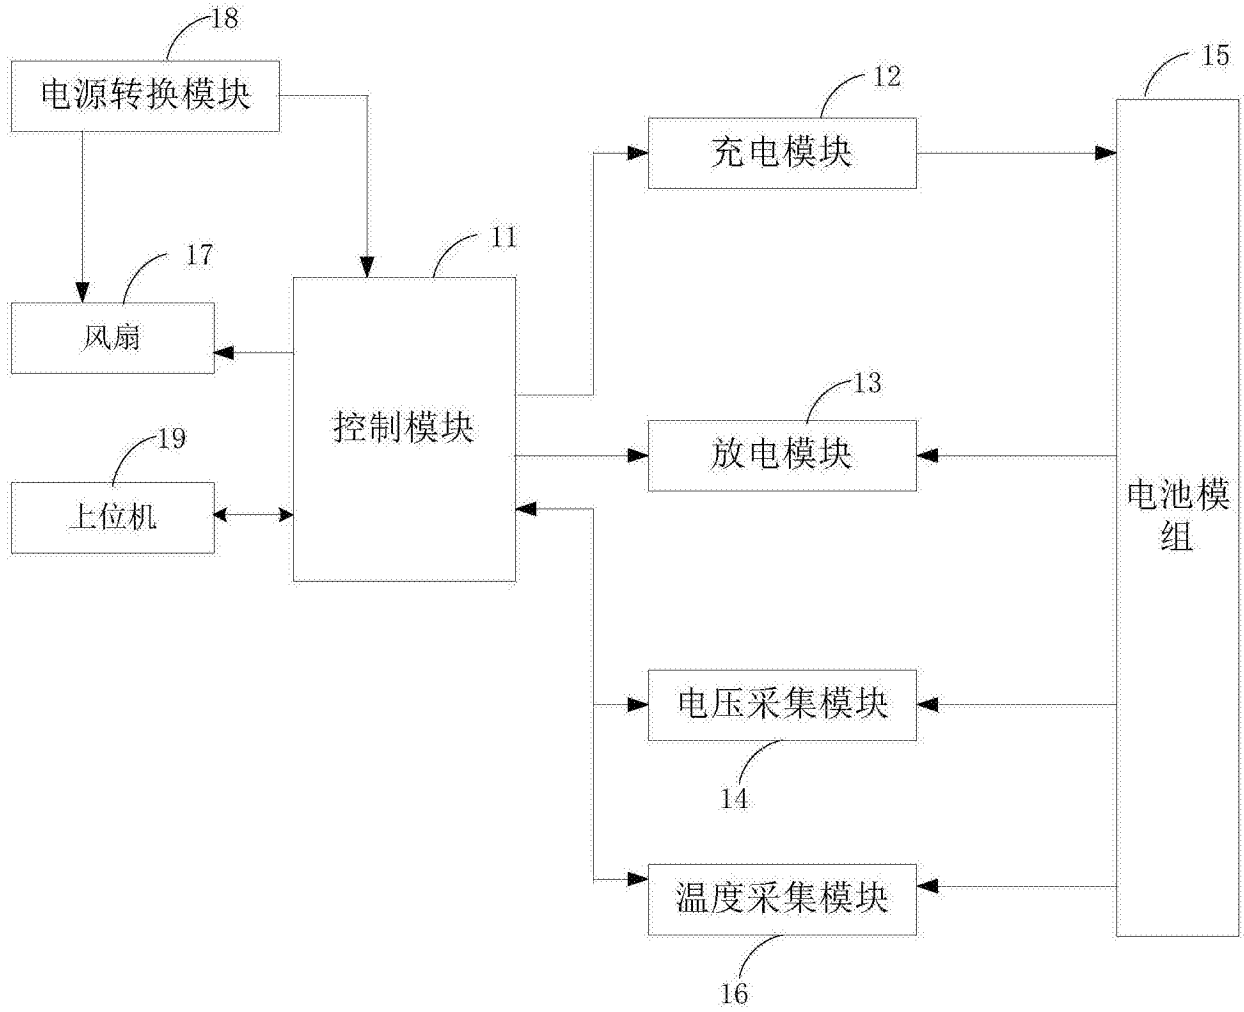 18
电源转换模块
12
充电模块
15
17
风扇
11
控制模块
13
放电模块
19
上位机
电池模
组
电压采集模块
14
温度采集模块
16